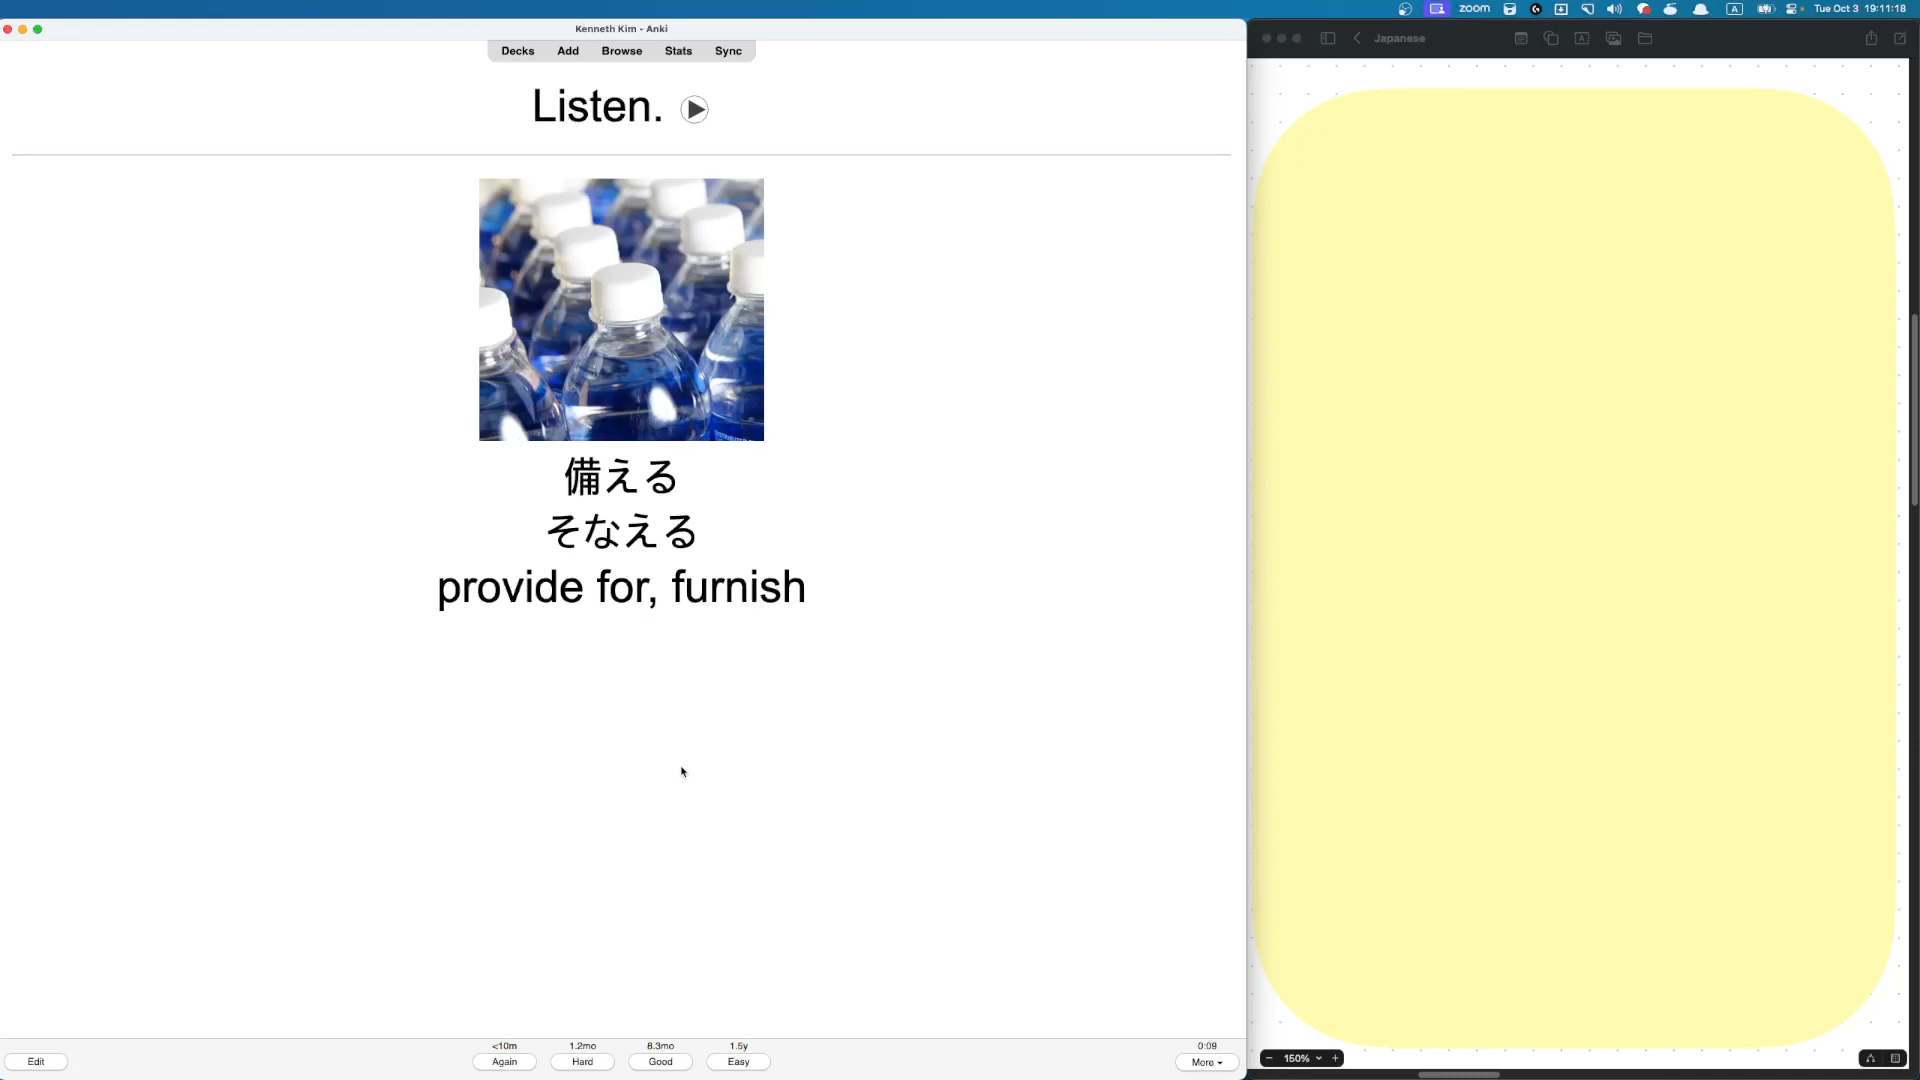 zoom
A
Tue Oct 3 19:11:18
Kenneth Kim - Anki
Decks Add Browse Stats Sync
Japanese
Listen.
備える
そなえる
provide for, furnish
<10m 1.2mo 8.3mo 1.5y 0:09
Edit Again Hard Good Easy More
150%